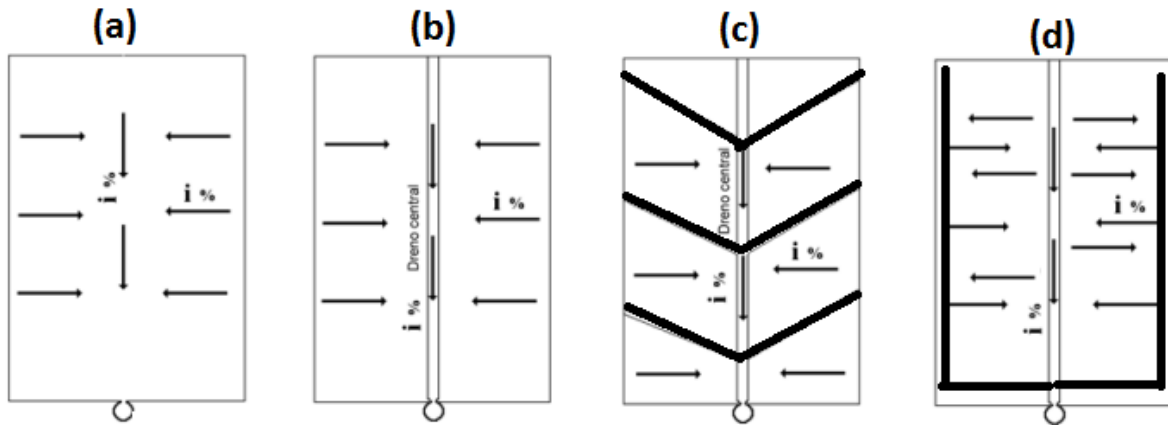 (a)
i %
i %
(b)
Dreno central
i %
i %
(c)
Dreno central
i %
i %
(d)
i %
i %